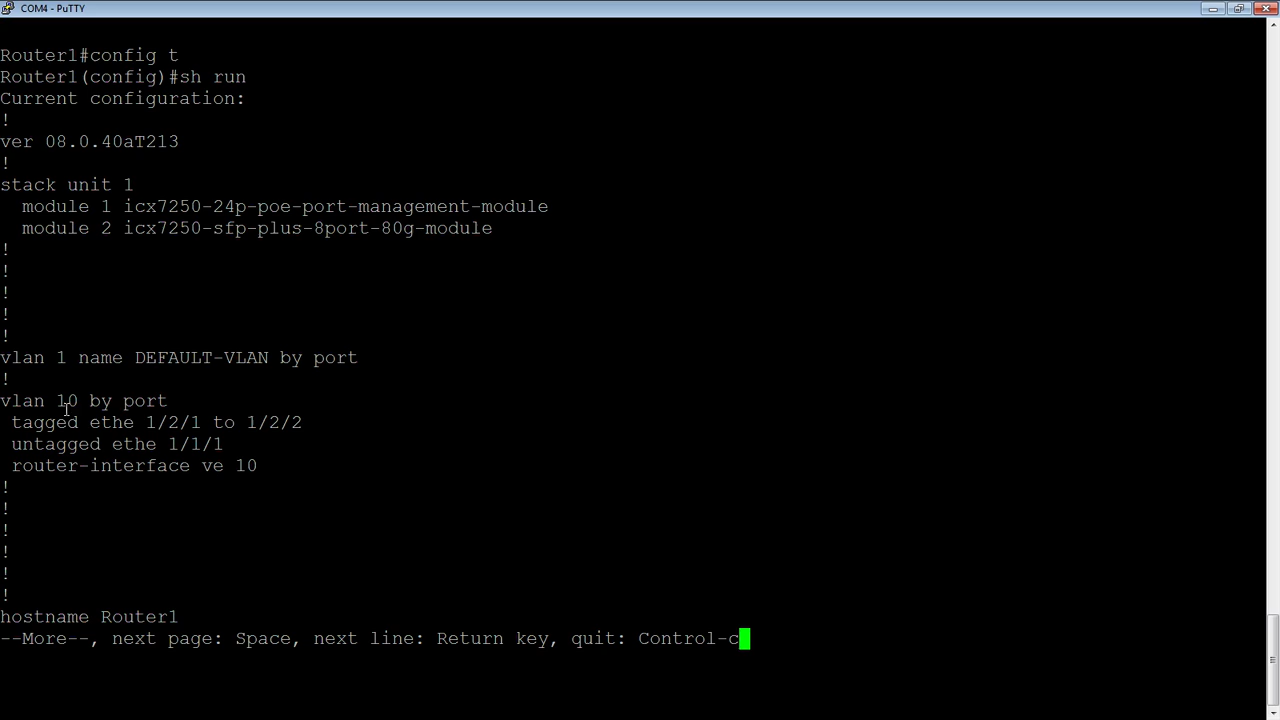 COM4 - PuTTY
Router1#config t
Router1(config)#sh run
Current configuration:
!
ver 08.0.40aT213
!
stack unit 1
  module 1 icx7250-24p-poe-port-management-module
  module 2 icx7250-sfp-plus-8port-80g-module
!
!
!
!
!
vlan 1 name DEFAULT-VLAN by port
!
vlan 10 by port
 tagged ethe 1/2/1 to 1/2/2
 untagged ethe 1/1/1
 router-interface ve 10
!
!
!
!
!
!
hostname Router1
--More--, next page: Space, next line: Return key, quit: Control-c